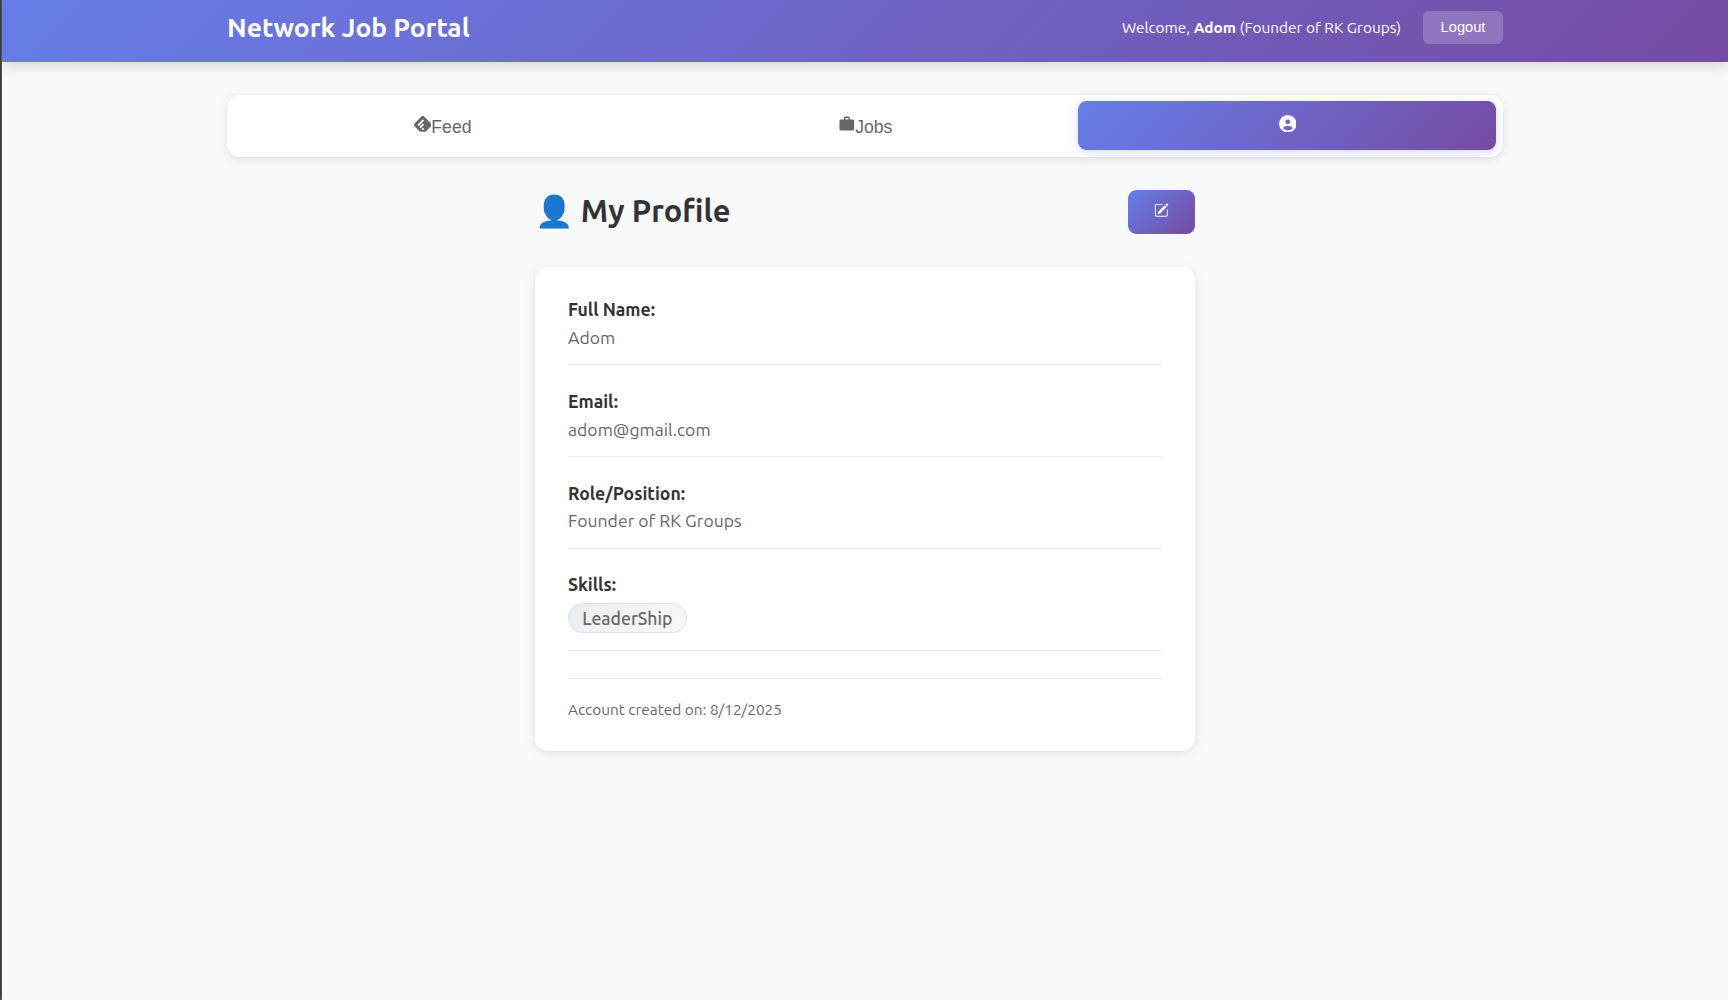 Network Job Portal
Welcome, Adom (Founder of RK Groups)
Logout
Feed
Jobs
My Profile
Full Name:
Adom
Email:
adom@gmail.com
Role/Position:
Founder of RK Groups
Skills:
LeaderShip
Account created on: 8/12/2025